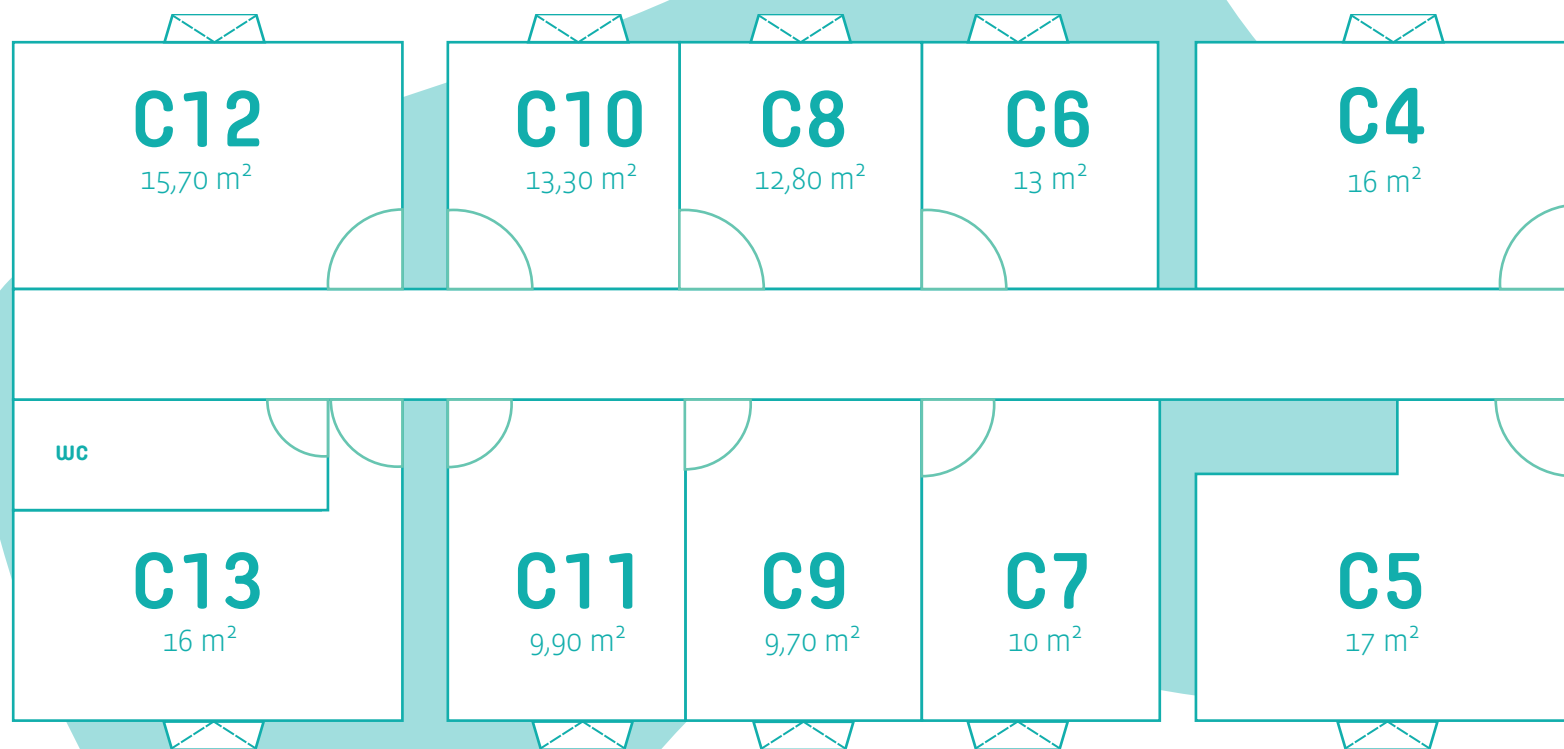 C12
15,70 m²
C10
13,30 m²
C8
12,80 m²
C6
13 m²
C4
16 m²
wc
C13
16 m²
C11
9,90 m²
C9
9,70 m²
C7
10 m²
C5
17 m²